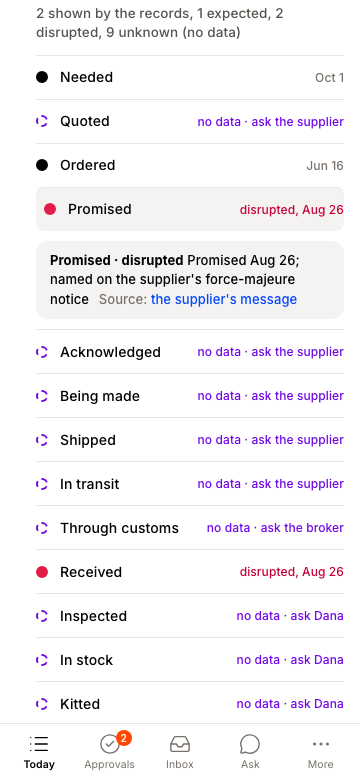 2 shown by the records, 1 expected, 2
disrupted, 9 unknown (no data)
Needed Oct 1
Quoted no data · ask the supplier
Ordered Jun 16
Promised disrupted, Aug 26
Promised · disrupted Promised Aug 26;
named on the supplier's force-majeure
notice Source: the supplier's message
Acknowledged no data · ask the supplier
Being made no data · ask the supplier
Shipped no data · ask the supplier
In transit no data · ask the supplier
Through customs no data · ask the broker
Received disrupted, Aug 26
Inspected no data · ask Dana
In stock no data · ask Dana
Kitted no data · ask Dana
2
Today Approvals Inbox Ask More